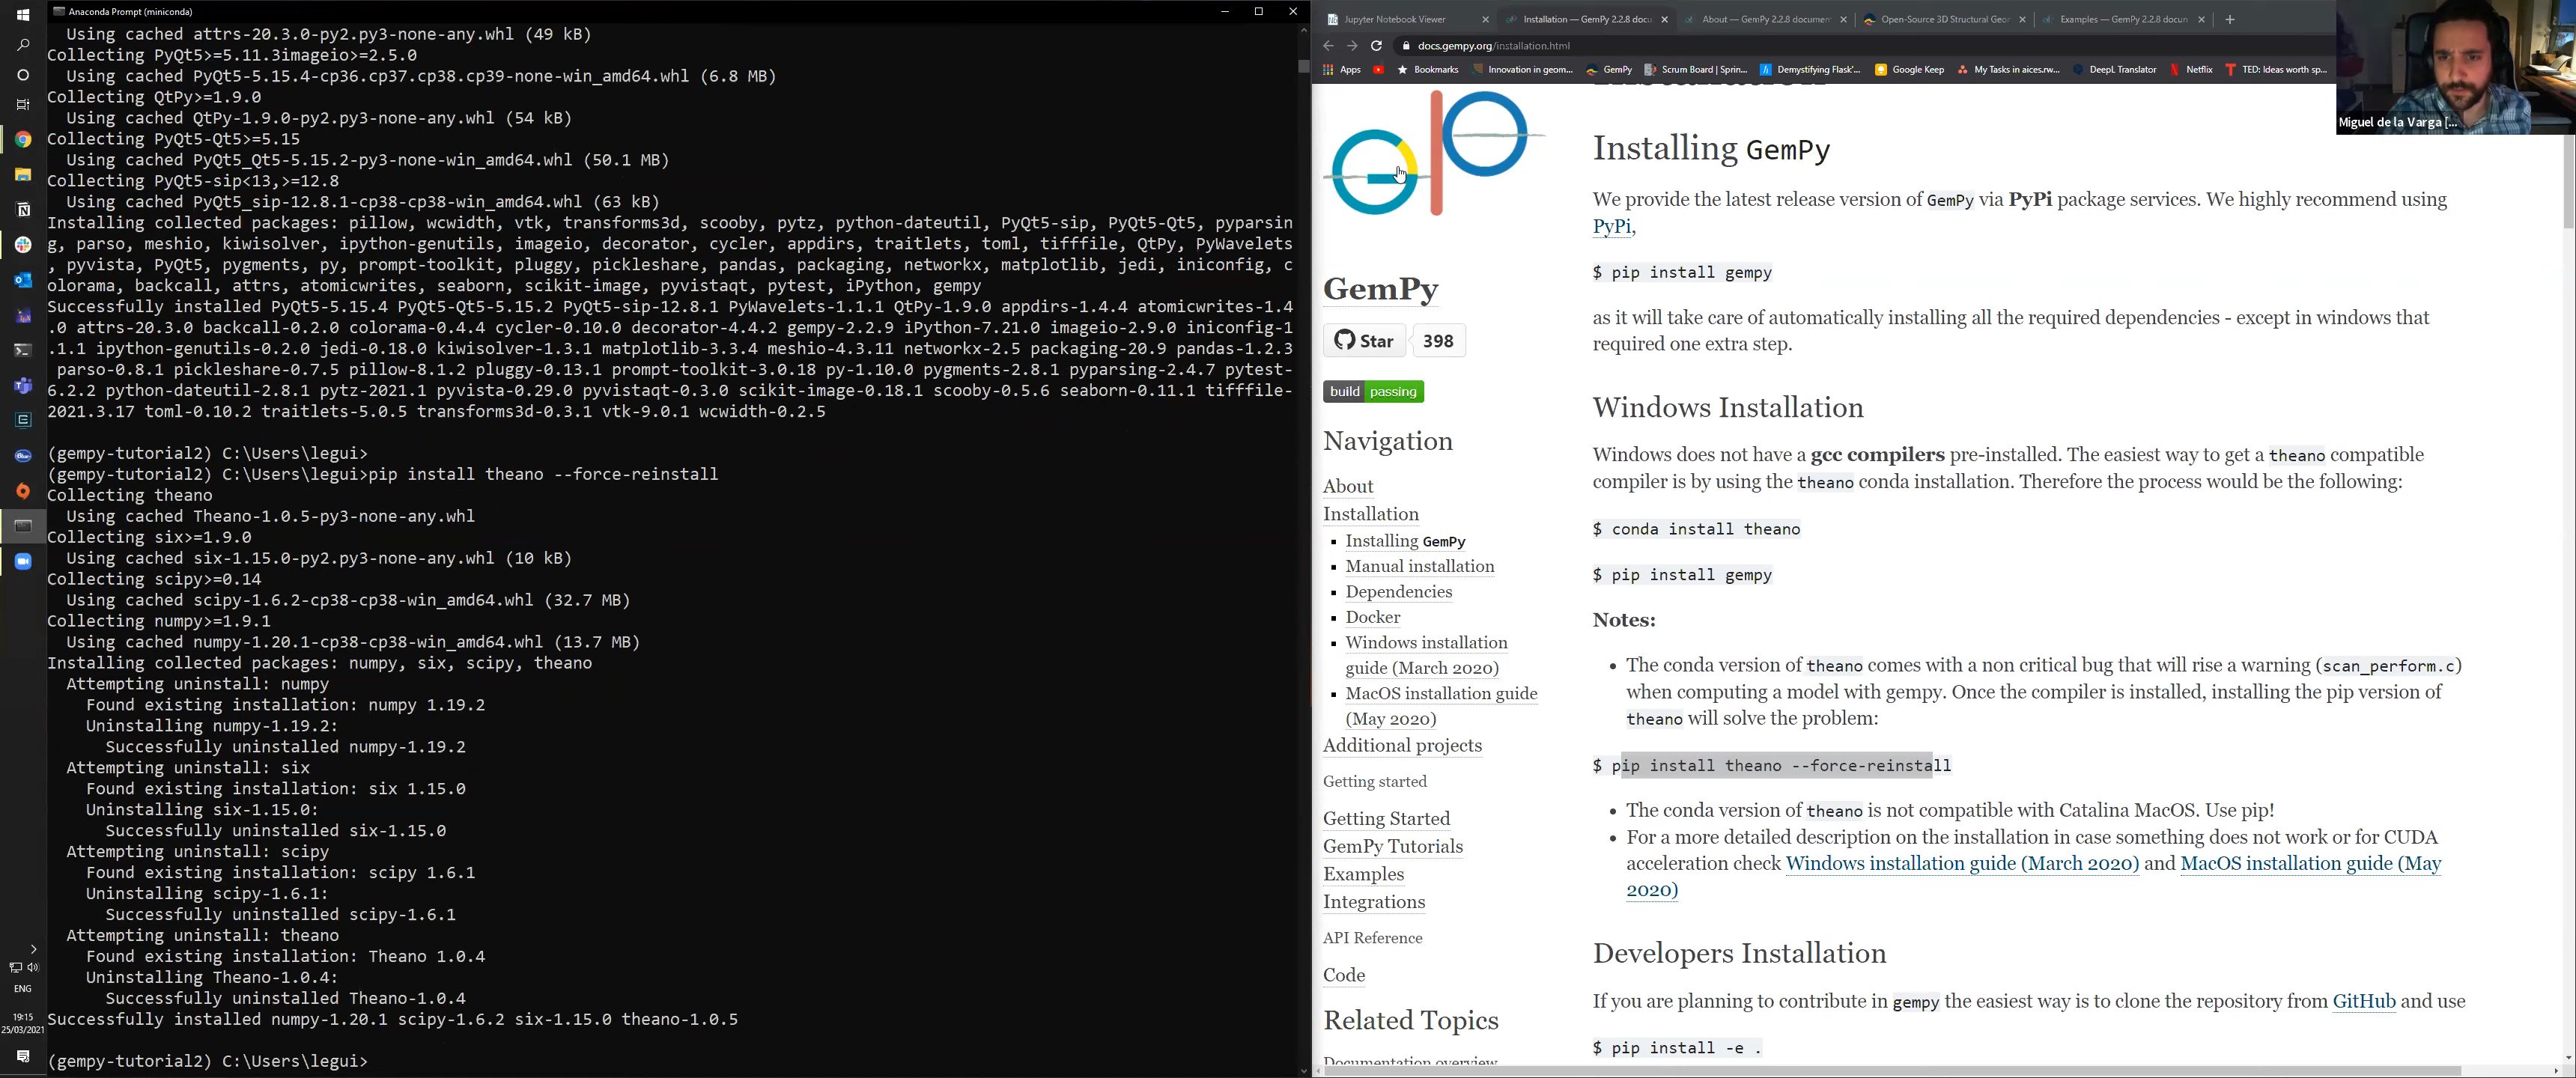 Anaconda Prompt (miniconda)
Using cached attrs-20.3.0-py2.py3-none-any.whl (49 kB)
Collecting PyQt5>=5.11.3imageio>=2.5.0
Using cached PyQt5-5.15.4-cp36.cp37.cp38.cp39-none-win_amd64.whl (6.8 MB)
Collecting QtPy>=1.9.0
Using cached QtPy-1.9.0-py2.py3-none-any.whl (54 kB)
Collecting PyQt5-Qt5>=5.15
Using cached PyQt5_Qt5-5.15.2-py3-none-win_amd64.whl (50.1 MB)
Collecting PyQt5-sip<13,>=12.8
Using cached PyQt5_sip-12.8.1-cp38-cp38-win_amd64.whl (63 kB)
Installing collected packages: pillow, wcwidth, vtk, transforms3d, scooby, pytz, python-dateutil, PyQt5-sip, PyQt5-Qt5, pyparsin
g, parso, meshio, kiwisolver, ipython-genutils, imageio, decorator, cycler, appdirs, traitlets, toml, tifffile, QtPy, PyWavelets
, pyvista, PyQt5, pygments, py, prompt-toolkit, pluggy, pickleshare, pandas, packaging, networkx, matplotlib, jedi, iniconfig, c
olorama, backcall, attrs, atomicwrites, seaborn, scikit-image, pyvistaqt, pytest, iPython, gempy
Successfully installed PyQt5-5.15.4 PyQt5-Qt5-5.15.2 PyQt5-sip-12.8.1 PyWavelets-1.1.1 QtPy-1.9.0 appdirs-1.4.4 atomicwrites-1.4
.0 attrs-20.3.0 backcall-0.2.0 colorama-0.4.4 cycler-0.10.0 decorator-4.4.2 gempy-2.2.9 iPython-7.21.0 imageio-2.9.0 iniconfig-1
.1.1 ipython-genutils-0.2.0 jedi-0.18.0 kiwisolver-1.3.1 matplotlib-3.3.4 meshio-4.3.11 networkx-2.5 packaging-20.9 pandas-1.2.3
parso-0.8.1 pickleshare-0.7.5 pillow-8.1.2 pluggy-0.13.1 prompt-toolkit-3.0.18 py-1.10.0 pygments-2.8.1 pyparsing-2.4.7 pytest-
6.2.2 python-dateutil-2.8.1 pytz-2021.1 pyvista-0.29.0 pyvistaqt-0.3.0 scikit-image-0.18.1 scooby-0.5.6 seaborn-0.11.1 tifffile-
2021.3.17 toml-0.10.2 traitlets-5.0.5 transforms3d-0.3.1 vtk-9.0.1 wcwidth-0.2.5
(gempy-tutorial2) C:\Users\legui>
(gempy-tutorial2) C:\Users\legui>pip install theano --force-reinstall
Collecting theano
Using cached Theano-1.0.5-py3-none-any.whl
Collecting six>=1.9.0
Using cached six-1.15.0-py2.py3-none-any.whl (10 kB)
Collecting scipy>=0.14
Using cached scipy-1.6.2-cp38-cp38-win_amd64.whl (32.7 MB)
Collecting numpy>=1.9.1
Using cached numpy-1.20.1-cp38-cp38-win_amd64.whl (13.7 MB)
Installing collected packages: numpy, six, scipy, theano
Attempting uninstall: numpy
Found existing installation: numpy 1.19.2
Uninstalling numpy-1.19.2:
Successfully uninstalled numpy-1.19.2
Attempting uninstall: six
Found existing installation: six 1.15.0
Uninstalling six-1.15.0:
Successfully uninstalled six-1.15.0
Attempting uninstall: scipy
Found existing installation: scipy 1.6.1
Uninstalling scipy-1.6.1:
Successfully uninstalled scipy-1.6.1
Attempting uninstall: theano
Found existing installation: Theano 1.0.4
Uninstalling Theano-1.0.4:
Successfully uninstalled Theano-1.0.4
Successfully installed numpy-1.20.1 scipy-1.6.2 six-1.15.0 theano-1.0.5
(gempy-tutorial2) C:\Users\legui>
ENG
19:15
25/03/2021
Jupyter Notebook Viewer
Installation — GemPy 2.2.8 docu
About — GemPy 2.2.8 documen
Open-Source 3D Structural Geo
Examples — GemPy 2.2.8 docun
docs.gempy.org/installation.html
Apps
Bookmarks
Innovation in geom...
GemPy
Scrum Board | Sprin...
Demystifying Flask'...
Google Keep
My Tasks in aices.rw...
DeepL Translator
Netflix
TED: Ideas worth sp...
Miguel de la Varga [...
GemPy
Star
398
build passing
Navigation
About
Installation
Installing GemPy
Manual installation
Dependencies
Docker
Windows installation
guide (March 2020)
MacOS installation guide
(May 2020)
Additional projects
Getting started
Getting Started
GemPy Tutorials
Examples
Integrations
API Reference
Code
Related Topics
Documentation overview
Installing GemPy
We provide the latest release version of GemPy via PyPi package services. We highly recommend using
PyPi,
$ pip install gempy
as it will take care of automatically installing all the required dependencies - except in windows that
required one extra step.
Windows Installation
Windows does not have a gcc compilers pre-installed. The easiest way to get a theano compatible
compiler is by using the theano conda installation. Therefore the process would be the following:
$ conda install theano
$ pip install gempy
Notes:
The conda version of theano comes with a non critical bug that will rise a warning (scan_perform.c)
when computing a model with gempy. Once the compiler is installed, installing the pip version of
theano will solve the problem:
$ pip install theano --force-reinstall
The conda version of theano is not compatible with Catalina MacOS. Use pip!
For a more detailed description on the installation in case something does not work or for CUDA
acceleration check Windows installation guide (March 2020) and MacOS installation guide (May
2020)
Developers Installation
If you are planning to contribute in gempy the easiest way is to clone the repository from GitHub and use
$ pip install -e .